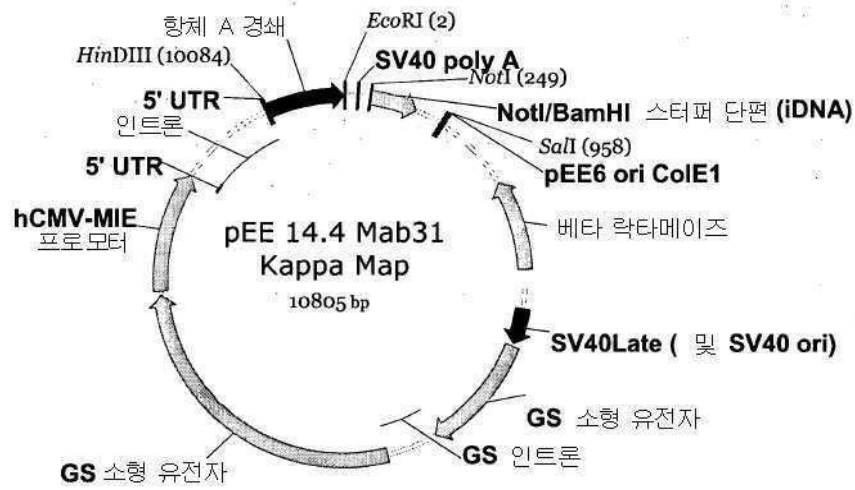 항체 A 경쇄
EcoRI (2)
HinDIII (10084)
SV40 poly A
NotI (249)
5' UTR
NotI/BamHI 스터퍼 단편 (iDNA)
인트론
SalI (958)
5' UTR
pEE6 ori ColE1
hCMV-MIE
프로모터
pEE 14.4 Mab31
Kappa Map
10805 bp
베타 락타메이즈
SV40Late ( 및 SV40 ori)
GS 소형 유전자
GS 인트론
GS 소형 유전자